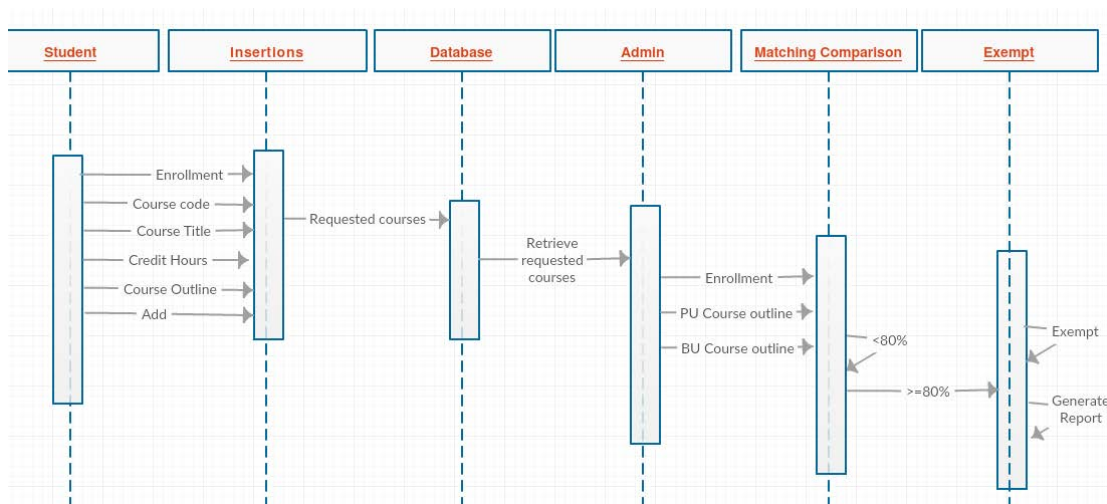 Student
Insertions
Database
Admin
Matching Comparison
Exempt
Enrollment
Course code
Course Title
Credit Hours
Course Outline
Add
Requested courses
Retrieve
requested
courses
Enrollment
PU Course outline
BU Course outline
<80%
>=80%
Exempt
Generate
Report